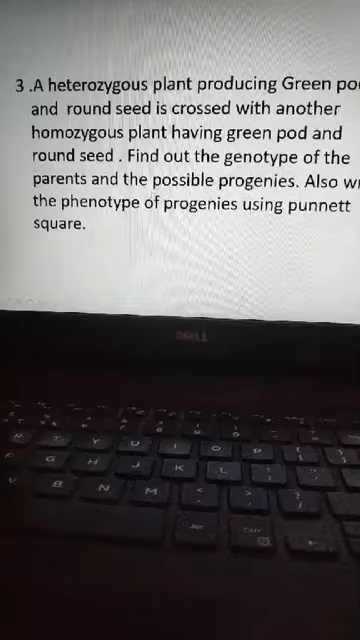 3 .A heterozygous plant producing Green po
and round seed is crossed with another
homozygous plant having green pod and
round seed . Find out the genotype of the
parents and the possible progenies. Also w
the phenotype of progenies using punnett
square.
DELL
R T Y U I O P
F G H J K L
V B N M